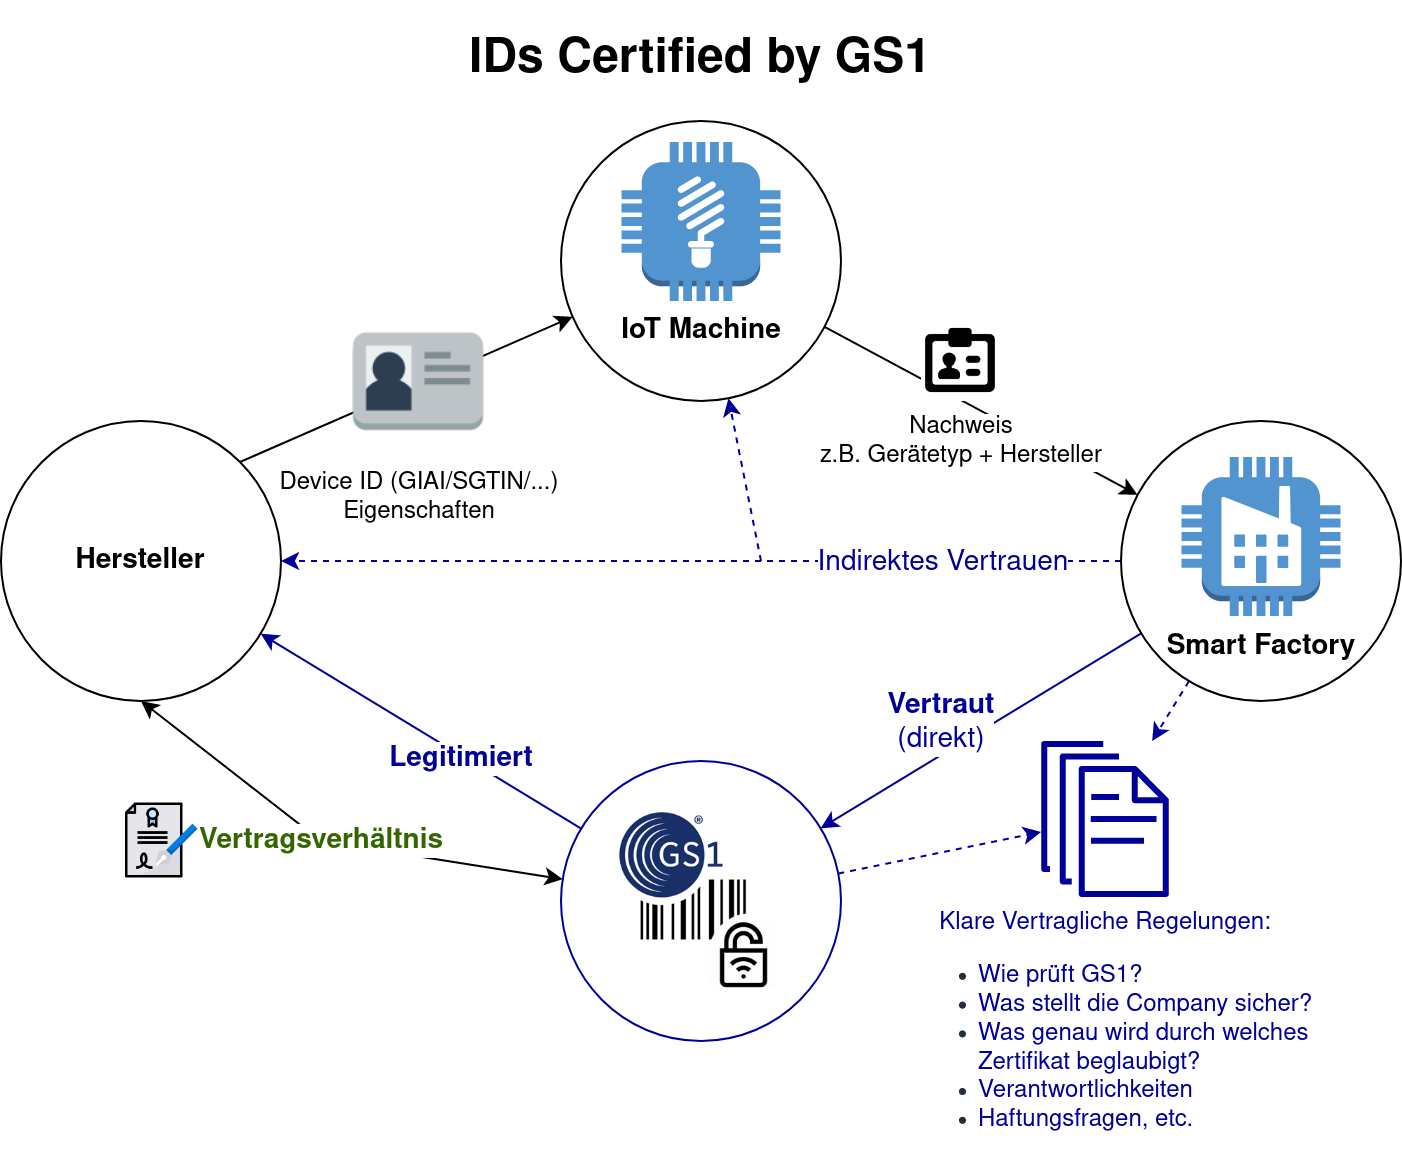 IDs Certified by GS1
IoT Machine
Nachweis
z.B. Gerätetyp + Hersteller
Device ID (GIAI/SGTIN/...)
Eigenschaften
Hersteller
Indirektes Vertrauen
Smart Factory
Vertraut
(direkt)
Legitimiert
Vertragsverhältnis
GS1
®
Klare Vertragliche Regelungen:
• Wie prüft GS1?
• Was stellt die Company sicher?
• Was genau wird durch welches
Zertifikat beglaubigt?
• Verantwortlichkeiten
• Haftungsfragen, etc.